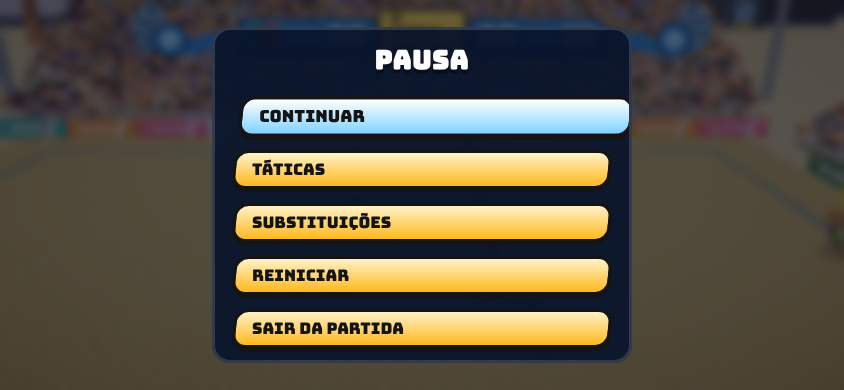 PAUSA
CONTINUAR
TÁTICAS
SUBSTITUIÇÕES
REINICIAR
SAIR DA PARTIDA